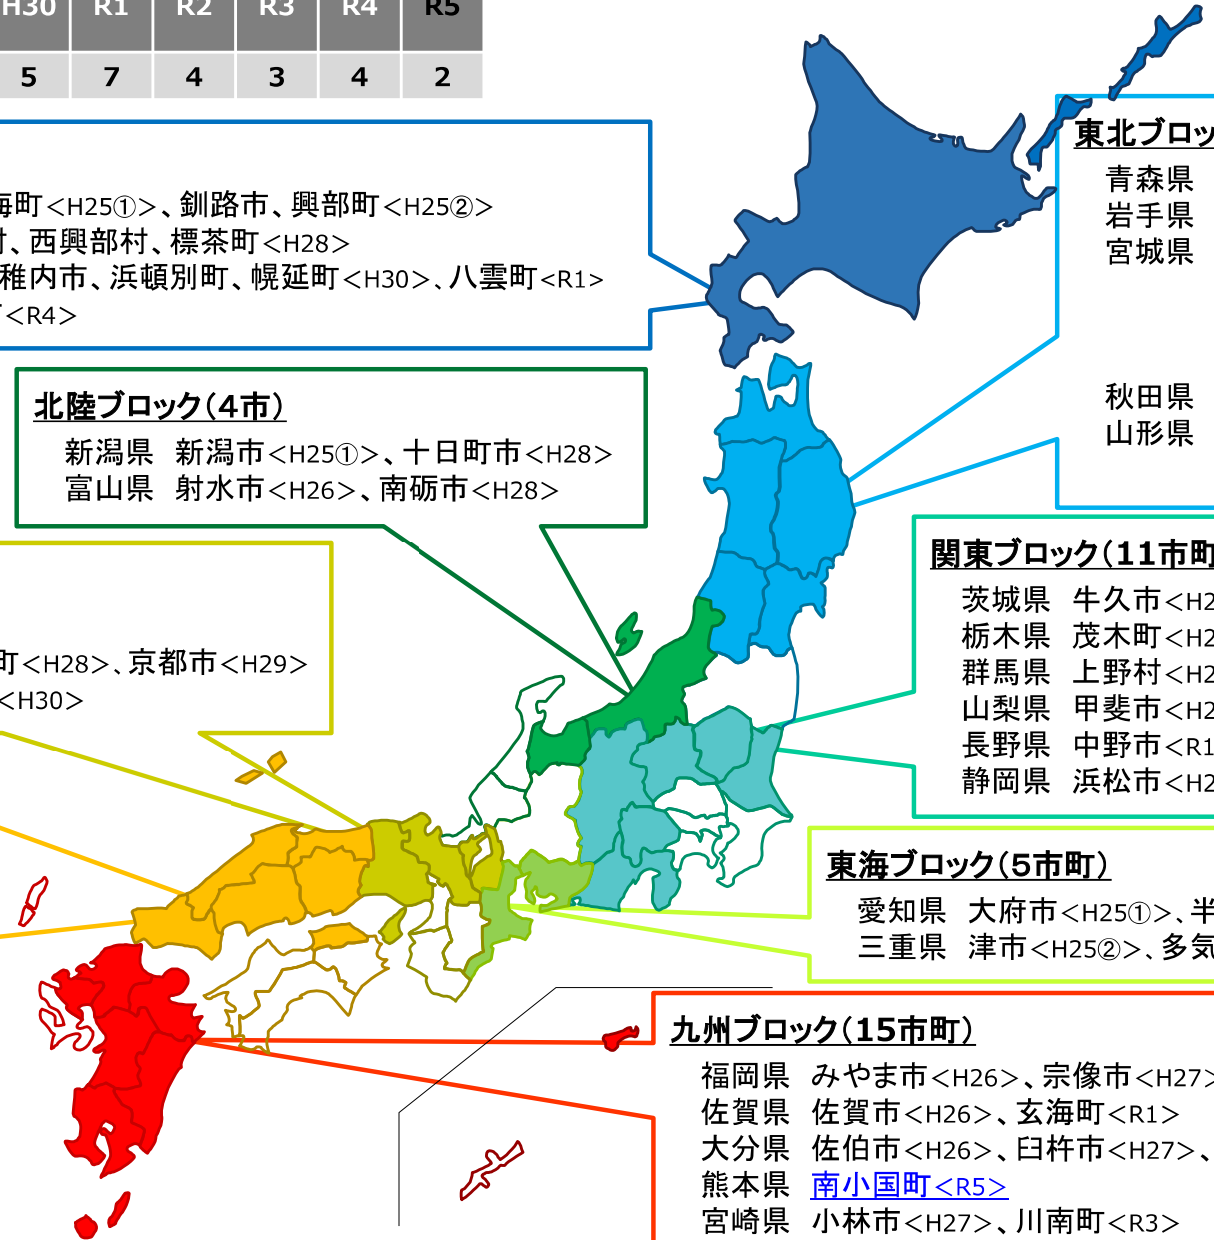 H30 R1 R2 R3 R4 R5
5 7 4 3 4 2
海町<H25①>、釧路市、興部町<H25②>
村、西興部村、標茶町<H28>
稚内市、浜頓別町、幌延町<H30>、八雲町<R1>
<R4>
東北ブロッ
青森県
岩手県
宮城県
秋田県
山形県
北陸ブロック(4市)
新潟県 新潟市<H25①>、十日町市<H28>
富山県 射水市<H26>、南砺市<H28>
町<H28>、京都市<H29>
<H30>
関東ブロック(11市町
茨城県 牛久市<H2
栃木県 茂木町<H2
群馬県 上野村<H2
山梨県 甲斐市<H2
長野県 中野市<R1
静岡県 浜松市<H2
東海ブロック(5市町)
愛知県 大府市<H25①>、半
三重県 津市<H25②>、多気
九州ブロック(15市町)
福岡県 みやま市<H26>、宗像市<H27>
佐賀県 佐賀市<H26>、玄海町<R1>
大分県 佐伯市<H26>、臼杵市<H27>、
熊本県 南小国町<R5>
宮崎県 小林市<H27>、川南町<R3>